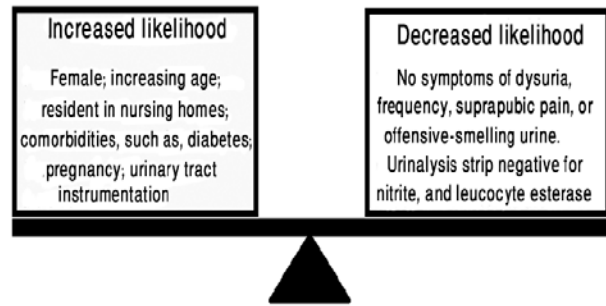 Increased likelihood
Female; increasing age;
resident in nursing homes;
comorbidities, such as, diabetes;
pregnancy; urinary tract
instrumentation
Decreased likelihood
No symptoms of dysuria,
frequency, suprapubic pain, or
offensive-smelling urine.
Urinalysis strip negative for
nitrite, and leucocyte esterase